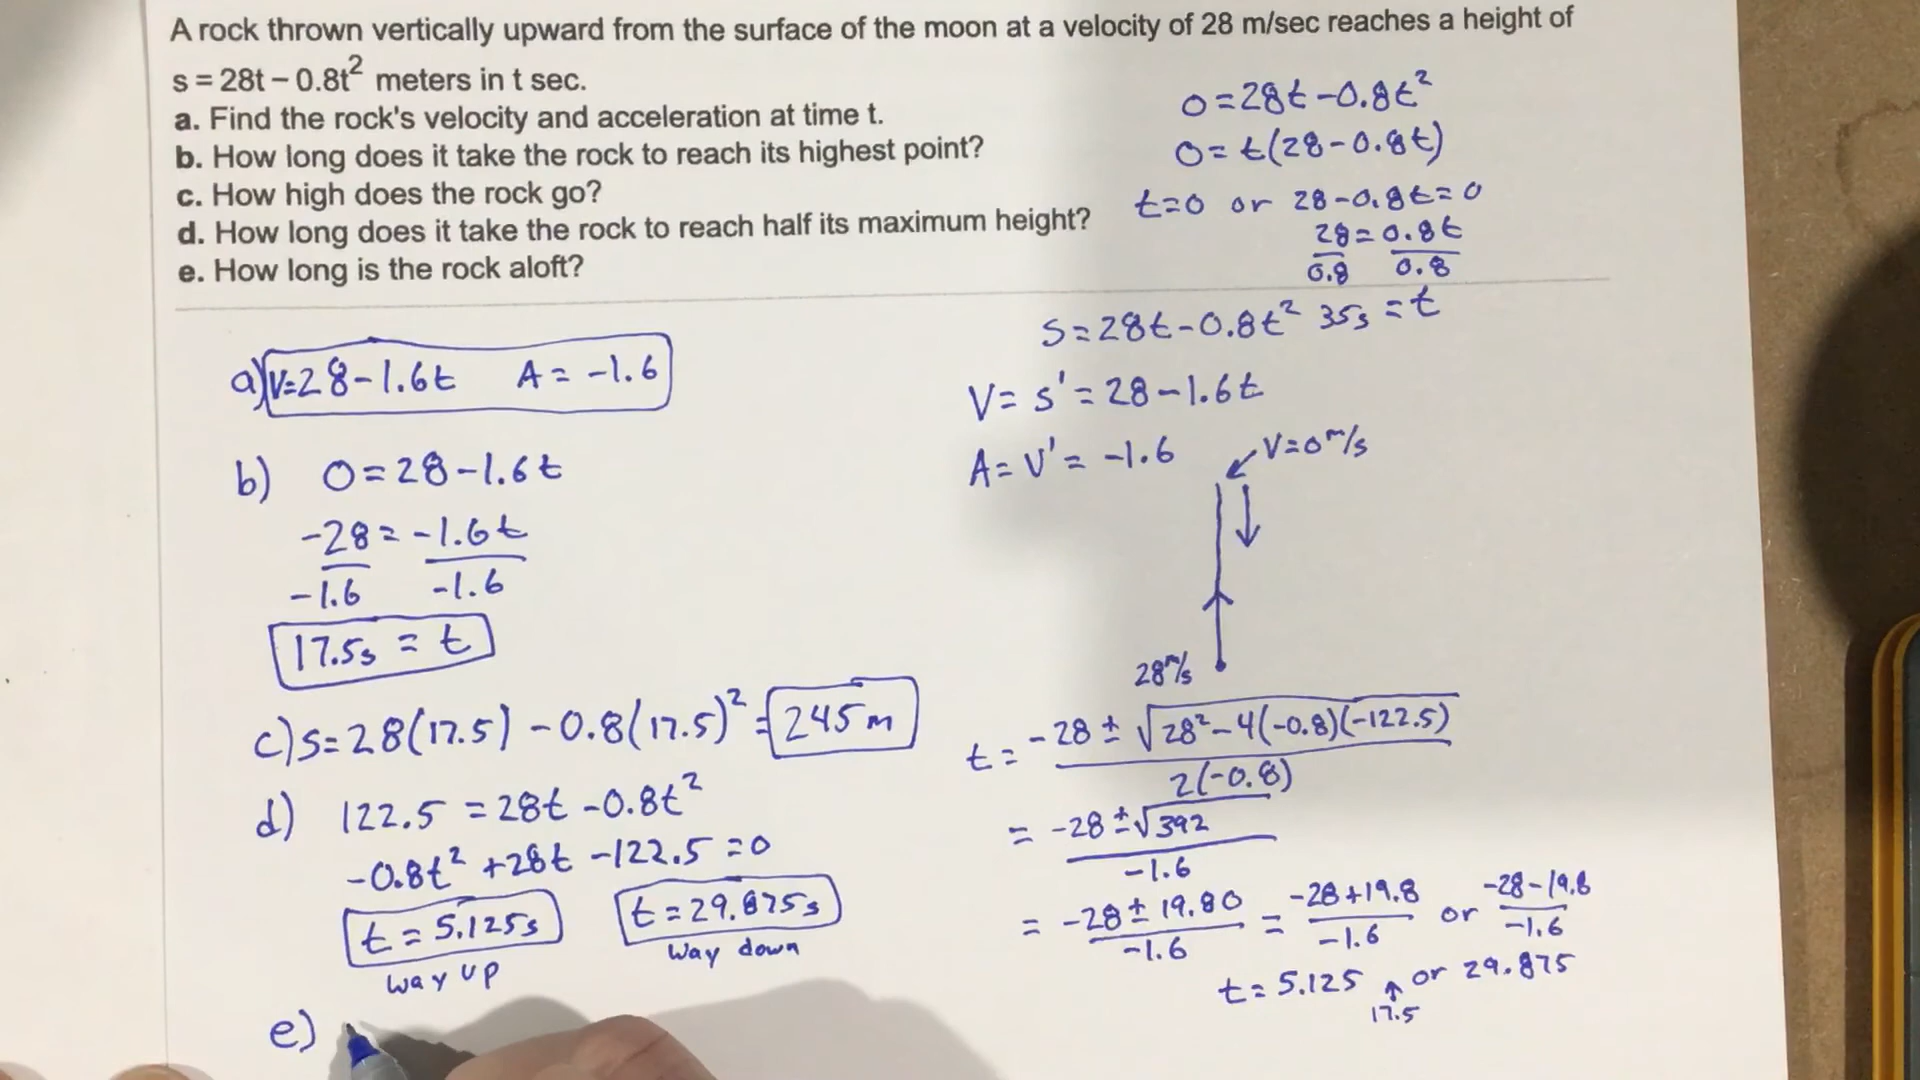 A rock thrown vertically upward from the surface of the moon at a velocity of 28 m/sec reaches a height of
s = 28t − 0.8t² meters in t sec.
a. Find the rock's velocity and acceleration at time t.
b. How long does it take the rock to reach its highest point?
c. How high does the rock go?
d. How long does it take the rock to reach half its maximum height?
e. How long is the rock aloft?
0=28t-0.8t²
0= t(28-0.8t)
t=0 or 28-0.8t=0
28=0.8t
0.8 0.8
35s = t
a) V=28-1.6t A = -1.6
b) 0=28-1.6t
-28 = -1.6t
-1.6 -1.6
17.5s = t
c) S=28(17.5) -0.8(17.5)² = 245m
d) 122.5 =28t -0.8t²
-0.8t² +28t -122.5 =0
t = 5.125s t=29.875s
way up way down
e)
S=28t-0.8t²
V= s' = 28-1.6t
A= V' = -1.6
V=0 m/s
28 m/s
t = -28 ± √28²-4(-0.8)(-122.5)
2(-0.8)
= -28 ± √392
-1.6
= -28 ± 19.80 = -28+19.8 or -28-19.8
-1.6 -1.6 -1.6
t= 5.125 or 29.875
17.5